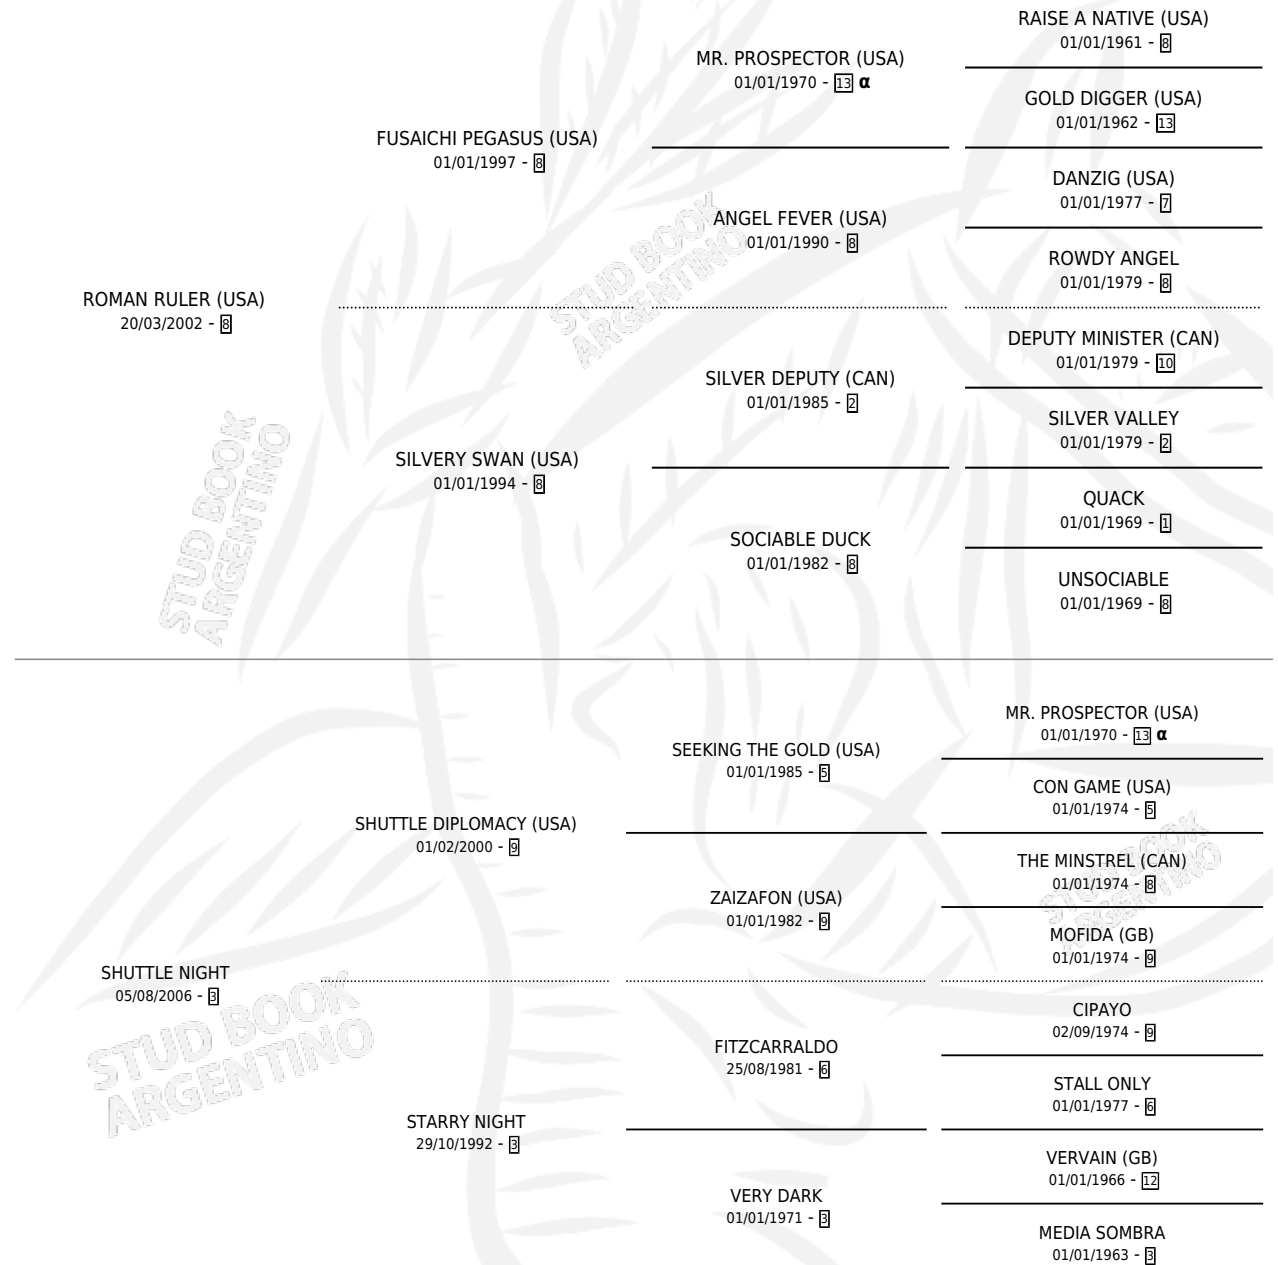 RAISE A NATIVE (USA)
01/01/1961 - 8
MR. PROSPECTOR (USA)
01/01/1970 - 13 α
GOLD DIGGER (USA)
01/01/1962 - 13
FUSAICHI PEGASUS (USA)
01/01/1997 - 8
DANZIG (USA)
01/01/1977 - 7
ANGEL FEVER (USA)
01/01/1990 - 8
ROWDY ANGEL
01/01/1979 - 8
ROMAN RULER (USA)
20/03/2002 - 8
DEPUTY MINISTER (CAN)
01/01/1979 - 10
SILVER DEPUTY (CAN)
01/01/1985 - 2
SILVER VALLEY
01/01/1979 - 2
SILVERY SWAN (USA)
01/01/1994 - 8
QUACK
01/01/1969 - 1
SOCIABLE DUCK
01/01/1982 - 8
UNSOCIABLE
01/01/1969 - 8
STUD BOOK
ARGENTINO
STUD BOOK
ARGENTINO
MR. PROSPECTOR (USA)
01/01/1970 - 13 α
SEEKING THE GOLD (USA)
01/01/1985 - 5
CON GAME (USA)
01/01/1974 - 5
SHUTTLE DIPLOMACY (USA)
01/02/2000 - 9
THE MINSTREL (CAN)
01/01/1974 - 8
ZAIZAFON (USA)
01/01/1982 - 9
MOFIDA (GB)
01/01/1974 - 9
SHUTTLE NIGHT
05/08/2006 - 3
CIPAYO
02/09/1974 - 9
FITZCARRALDO
25/08/1981 - 6
STALL ONLY
01/01/1977 - 6
STARRY NIGHT
29/10/1992 - 3
VERVAIN (GB)
01/01/1966 - 12
VERY DARK
01/01/1971 - 3
MEDIA SOMBRA
01/01/1963 - 3
STUD BOOK
ARGENTINO
STUD BOOK
ARGENTINO